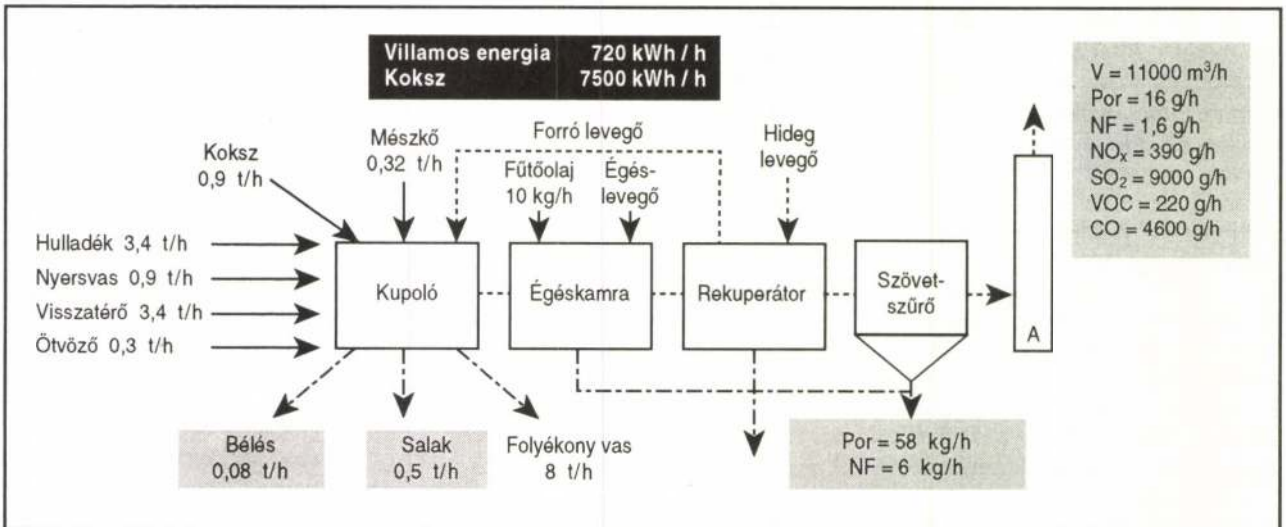 Villamos energia 720 kWh / h
Koksz 7500 kWh / h
V = 11000 m³/h
Por = 16 g/h
NF = 1,6 g/h
NOₓ = 390 g/h
SO₂ = 9000 g/h
VOC = 220 g/h
CO = 4600 g/h
Koksz
0,9 t/h
Mészkő
0,32 t/h
Forró levegő
Fűtőolaj
10 kg/h
Égés-
levegő
Hideg
levegő
Hulladék 3,4 t/h
Nyersvas 0,9 t/h
Visszatérő 3,4 t/h
Ötvöző 0,3 t/h
Kupoló
Égéskamra
Rekuperátor
Szövet-
szűrő
A
Bélés
0,08 t/h
Salak
0,5 t/h
Folyékony vas
8 t/h
Por = 58 kg/h
NF = 6 kg/h